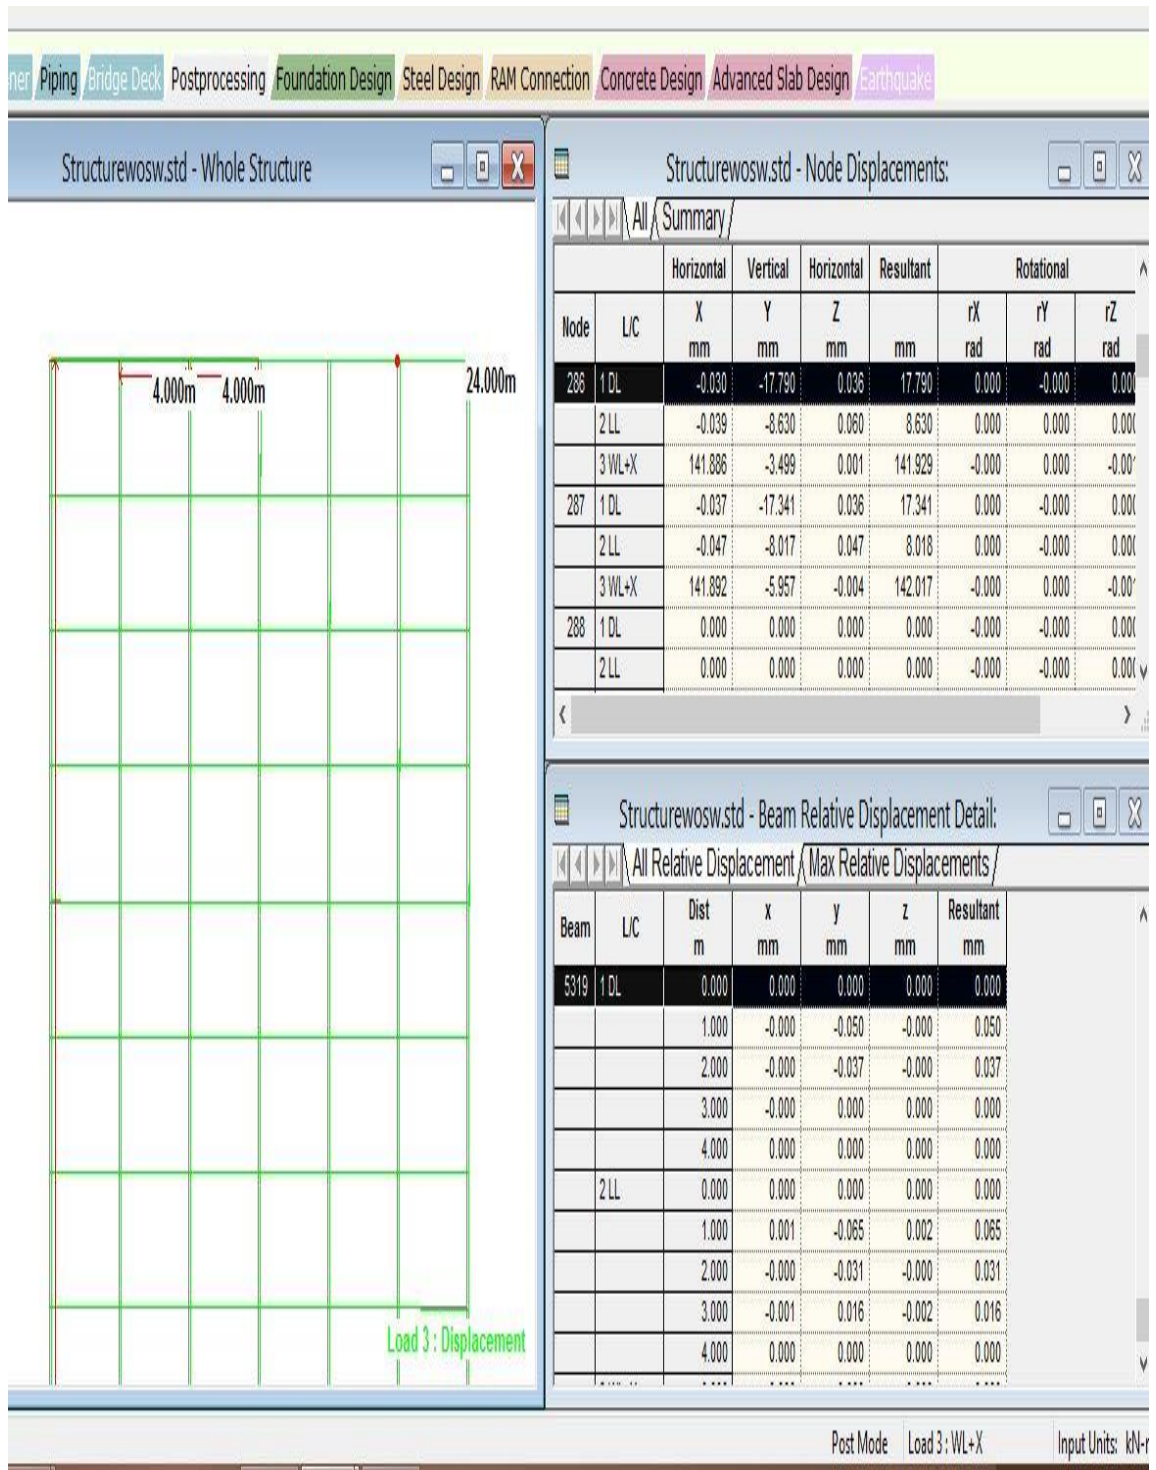 Piping Bridge Deck Postprocessing Foundation Design Steel Design RAM Connection Concrete Design Advanced Slab Design Earthquake
Structurewosw.std - Whole Structure
4.000m 4.000m 24.000m
Load 3 : Displacement
Structurewosw.std - Node Displacements:
All Summary
Horizontal Vertical Horizontal Resultant Rotational
Node L/C X Y Z rX rY rZ
mm mm mm mm rad rad rad
286 1 DL -0.030 -17.790 0.036 17.790 0.000 -0.000
2 LL -0.039 -8.630 0.060 8.630 0.000 0.000
3 WL+X 141.886 -3.499 0.001 141.929 -0.000 0.000
287 1 DL -0.037 -17.341 0.036 17.341 0.000 -0.000
2 LL -0.047 -8.017 0.047 8.018 0.000 -0.000
3 WL+X 141.892 -5.957 -0.004 142.017 -0.000 0.000
288 1 DL 0.000 0.000 0.000 0.000 -0.000 -0.000
2 LL 0.000 0.000 0.000 0.000 -0.000 -0.000
Structurewosw.std - Beam Relative Displacement Detail:
All Relative Displacement Max Relative Displacements
Beam L/C Dist x y z Resultant
m mm mm mm mm
5319 1 DL 0.000 0.000 0.000 0.000 0.000
1.000 -0.000 -0.050 -0.000 0.050
2.000 -0.000 -0.037 -0.000 0.037
3.000 -0.000 0.000 0.000 0.000
4.000 0.000 0.000 0.000 0.000
2 LL 0.000 0.000 0.000 0.000 0.000
1.000 0.001 -0.065 0.002 0.065
2.000 -0.000 -0.031 -0.000 0.031
3.000 -0.001 0.016 -0.002 0.016
4.000 0.000 0.000 0.000 0.000
Post Mode Load 3 : WL+X Input Units: